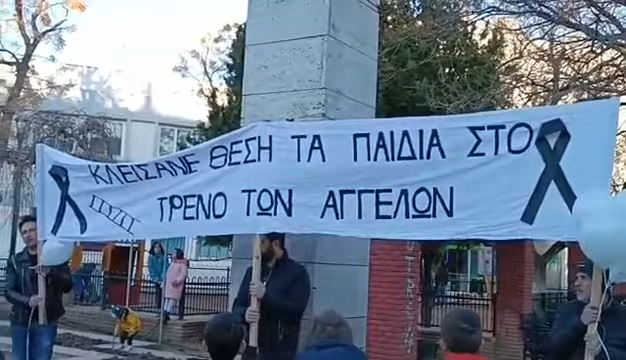 ΚΛΕΙΣΑΝΕ ΘΕΣΗ ΤΑ ΠΑΙΔΙΑ ΣΤΟ
ΤΡΕΝΟ ΤΩΝ ΑΓΓΕΛΩΝ